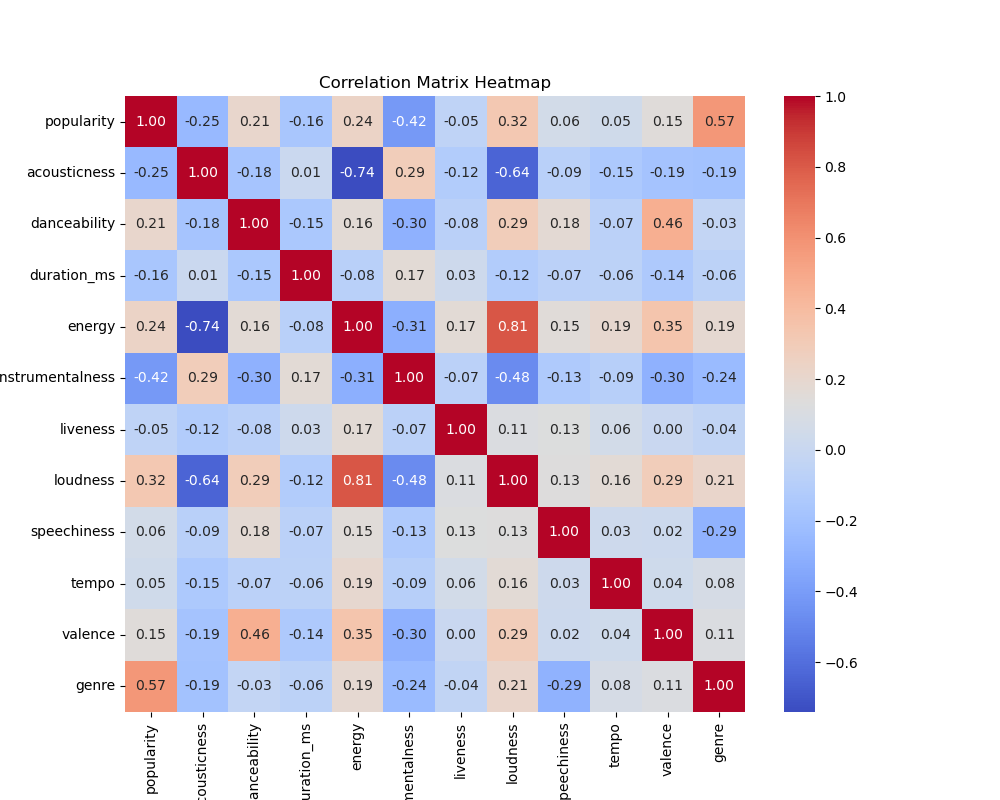 Correlation Matrix Heatmap
popularity 1.00 -0.25 0.21 -0.16 0.24 -0.42 -0.05 0.32 0.06 0.05 0.15 0.57
acousticness -0.25 1.00 -0.18 0.01 -0.74 0.29 -0.12 -0.64 -0.09 -0.15 -0.19 -0.19
danceability 0.21 -0.18 1.00 -0.15 0.16 -0.30 -0.08 0.29 0.18 -0.07 0.46 -0.03
duration_ms -0.16 0.01 -0.15 1.00 -0.08 0.17 0.03 -0.12 -0.07 -0.06 -0.14 -0.06
energy 0.24 -0.74 0.16 -0.08 1.00 -0.31 0.17 0.81 0.15 0.19 0.35 0.19
nstrumentalness -0.42 0.29 -0.30 0.17 -0.31 1.00 -0.07 -0.48 -0.13 -0.09 -0.30 -0.24
liveness -0.05 -0.12 -0.08 0.03 0.17 -0.07 1.00 0.11 0.13 0.06 0.00 -0.04
loudness 0.32 -0.64 0.29 -0.12 0.81 -0.48 0.11 1.00 0.13 0.16 0.29 0.21
speechiness 0.06 -0.09 0.18 -0.07 0.15 -0.13 0.13 0.13 1.00 0.03 0.02 -0.29
tempo 0.05 -0.15 -0.07 -0.06 0.19 -0.09 0.06 0.16 0.03 1.00 0.04 0.08
valence 0.15 -0.19 0.46 -0.14 0.35 -0.30 0.00 0.29 0.02 0.04 1.00 0.11
genre 0.57 -0.19 -0.03 -0.06 0.19 -0.24 -0.04 0.21 -0.29 0.08 0.11 1.00
popularity
cousticness
anceability
uration_ms
energy
mentalness
liveness
loudness
peechiness
tempo
valence
genre
1.0
0.8
0.6
0.4
0.2
0.0
−0.2
−0.4
−0.6